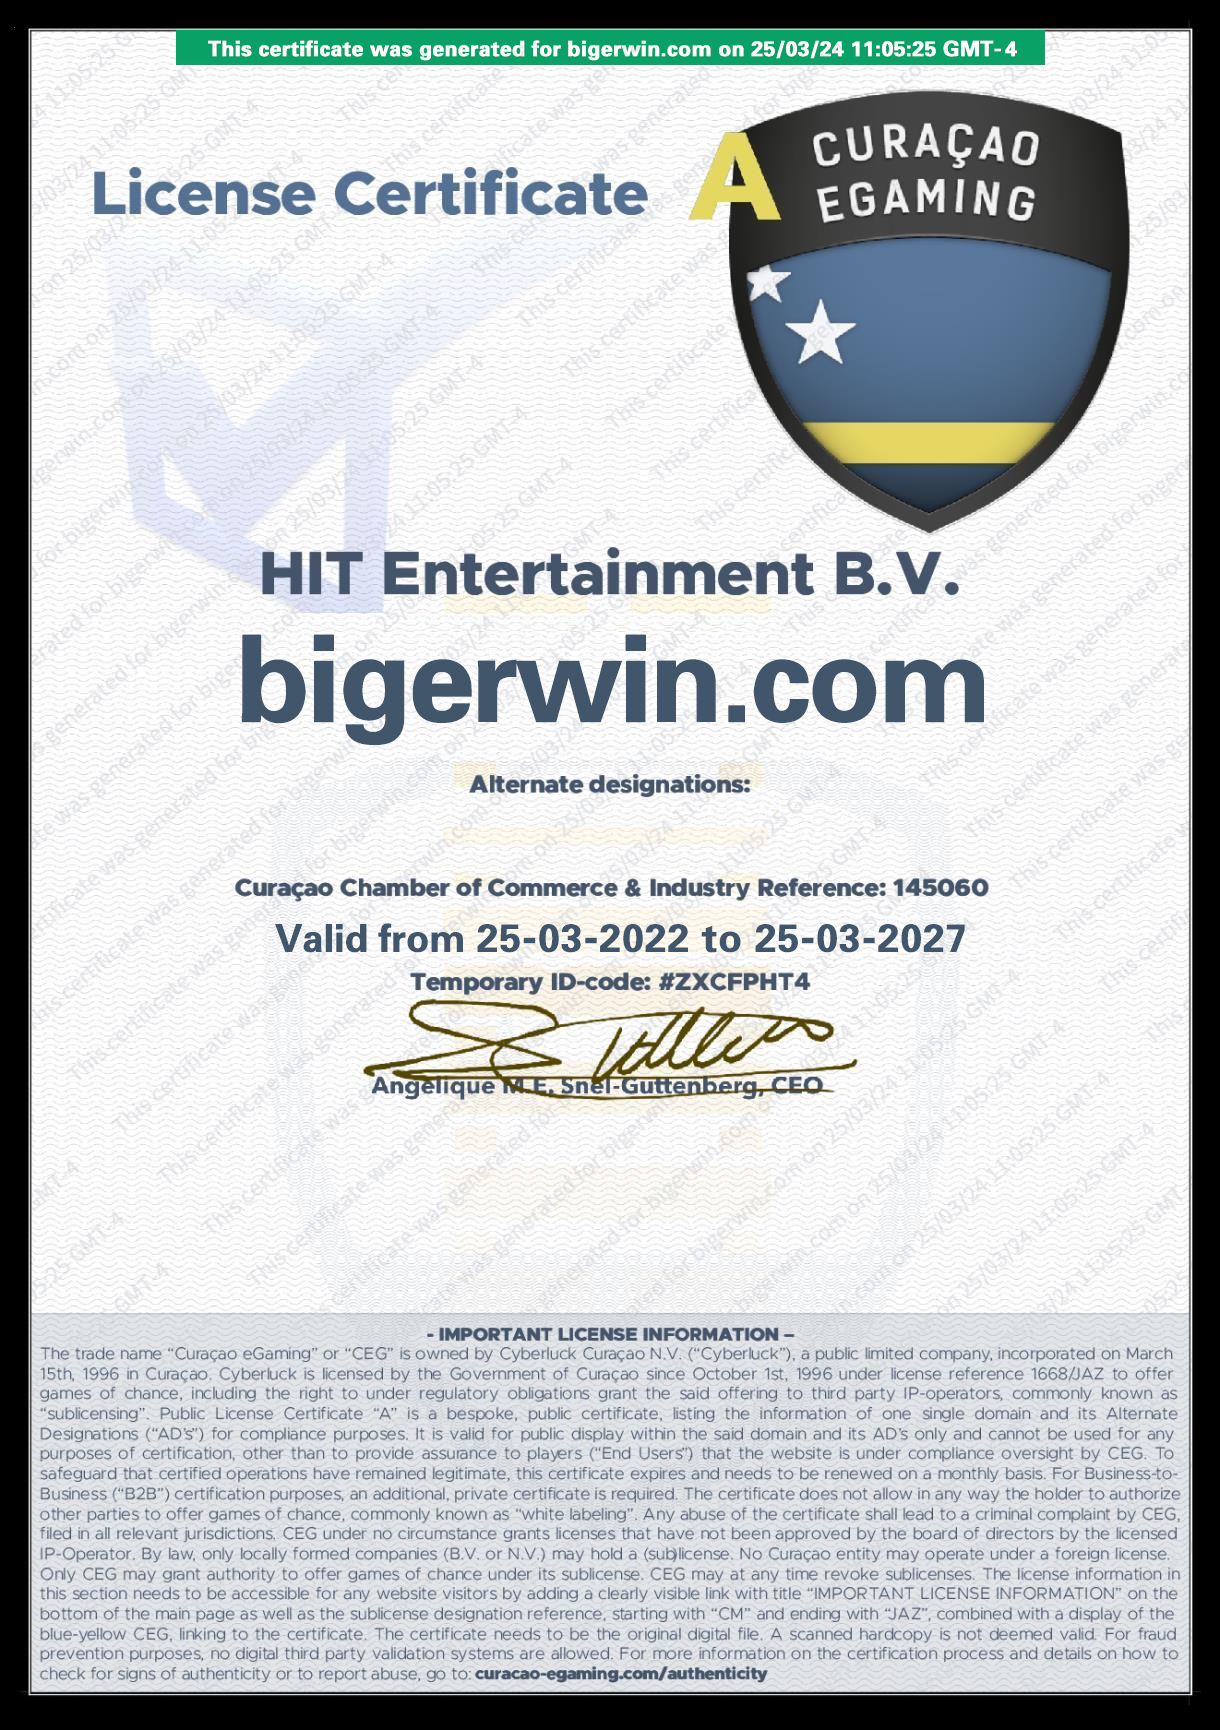 This certificate was generated for bigerwin.com on 25/03/24 11:05:25 GMT-4
License Certificate
A
CURAÇAO
EGAMING
HIT Entertainment B.V.
bigerwin.com
Alternate designations:
Curaçao Chamber of Commerce & Industry Reference: 145060
Valid from 25-03-2022 to 25-03-2027
Temporary ID-code: #ZXCFPHT4
Angelique M.E. Snel-Guttenberg, CEO
- IMPORTANT LICENSE INFORMATION –
The trade name “Curaçao eGaming” or “CEG” is owned by Cyberluck Curaçao N.V. (“Cyberluck”), a public limited company, incorporated on March
15th, 1996 in Curaçao. Cyberluck is licensed by the Government of Curaçao since October 1st, 1996 under license reference 1668/JAZ to offer
games of chance, including the right to under regulatory obligations grant the said offering to third party IP-operators, commonly known as
“sublicensing”. Public License Certificate “A” is a bespoke, public certificate, listing the information of one single domain and its Alternate
Designations (“AD’s”) for compliance purposes. It is valid for public display within the said domain and its AD’s only and cannot be used for any
purposes of certification, other than to provide assurance to players (“End Users”) that the website is under compliance oversight by CEG. To
safeguard that certified operations have remained legitimate, this certificate expires and needs to be renewed on a monthly basis. For Business-to-
Business (“B2B”) certification purposes, an additional, private certificate is required. The certificate does not allow in any way the holder to authorize
other parties to offer games of chance, commonly known as “white labeling”. Any abuse of the certificate shall lead to a criminal complaint by CEG,
filed in all relevant jurisdictions. CEG under no circumstance grants licenses that have not been approved by the board of directors by the licensed
IP-Operator. By law, only locally formed companies (B.V. or N.V.) may hold a (sub)license. No Curaçao entity may operate under a foreign license.
Only CEG may grant authority to offer games of chance under its sublicense. CEG may at any time revoke sublicenses. The license information in
this section needs to be accessible for any website visitors by adding a clearly visible link with title “IMPORTANT LICENSE INFORMATION” on the
bottom of the main page as well as the sublicense designation reference, starting with “CM” and ending with “JAZ”, combined with a display of the
blue-yellow CEG, linking to the certificate. The certificate needs to be the original digital file. A scanned hardcopy is not deemed valid. For fraud
prevention purposes, no digital third party validation systems are allowed. For more information on the certification process and details on how to
check for signs of authenticity or to report abuse, go to: curacao-egaming.com/authenticity